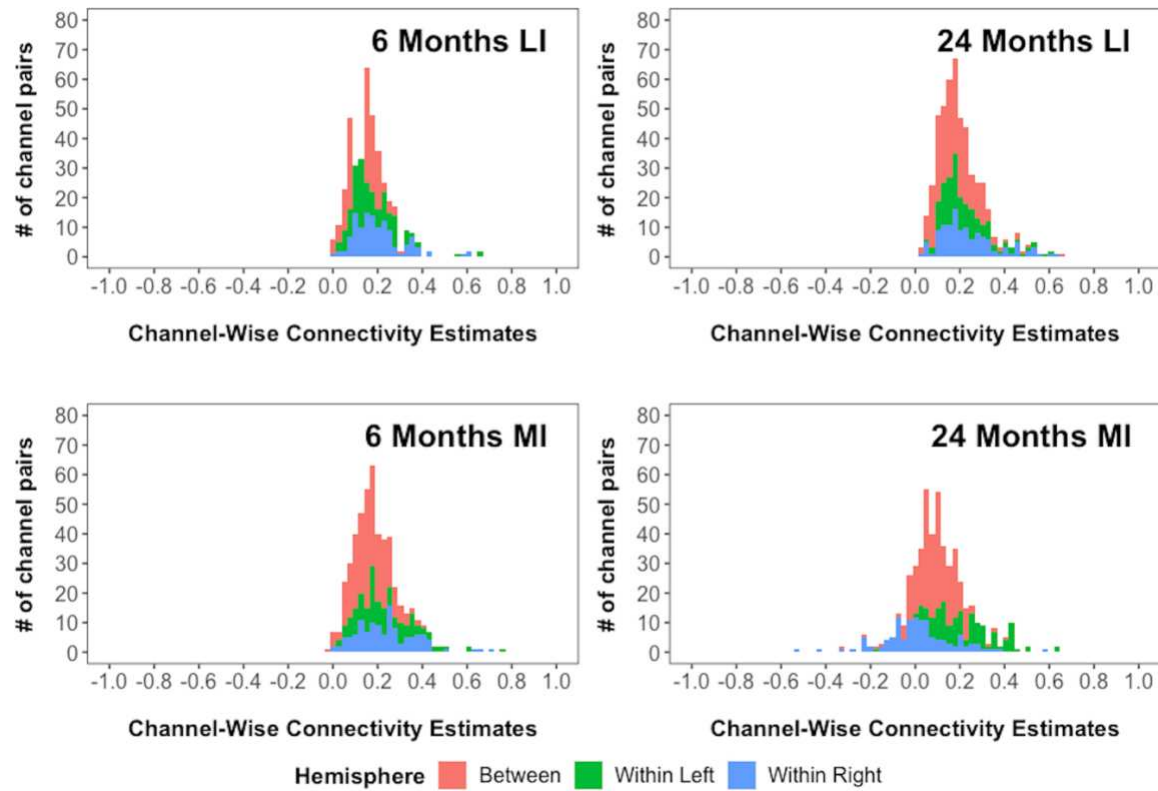 6 Months LI
# of channel pairs
80
70
60
50
40
30
20
10
0
-1.0 -0.8 -0.6 -0.4 -0.2 0.0 0.2 0.4 0.6 0.8 1.0
Channel-Wise Connectivity Estimates
24 Months LI
# of channel pairs
80
70
60
50
40
30
20
10
0
-1.0 -0.8 -0.6 -0.4 -0.2 0.0 0.2 0.4 0.6 0.8 1.0
Channel-Wise Connectivity Estimates
6 Months MI
# of channel pairs
80
70
60
50
40
30
20
10
0
-1.0 -0.8 -0.6 -0.4 -0.2 0.0 0.2 0.4 0.6 0.8 1.0
Channel-Wise Connectivity Estimates
24 Months MI
# of channel pairs
80
70
60
50
40
30
20
10
0
-1.0 -0.8 -0.6 -0.4 -0.2 0.0 0.2 0.4 0.6 0.8 1.0
Channel-Wise Connectivity Estimates
Hemisphere Between Within Left Within Right